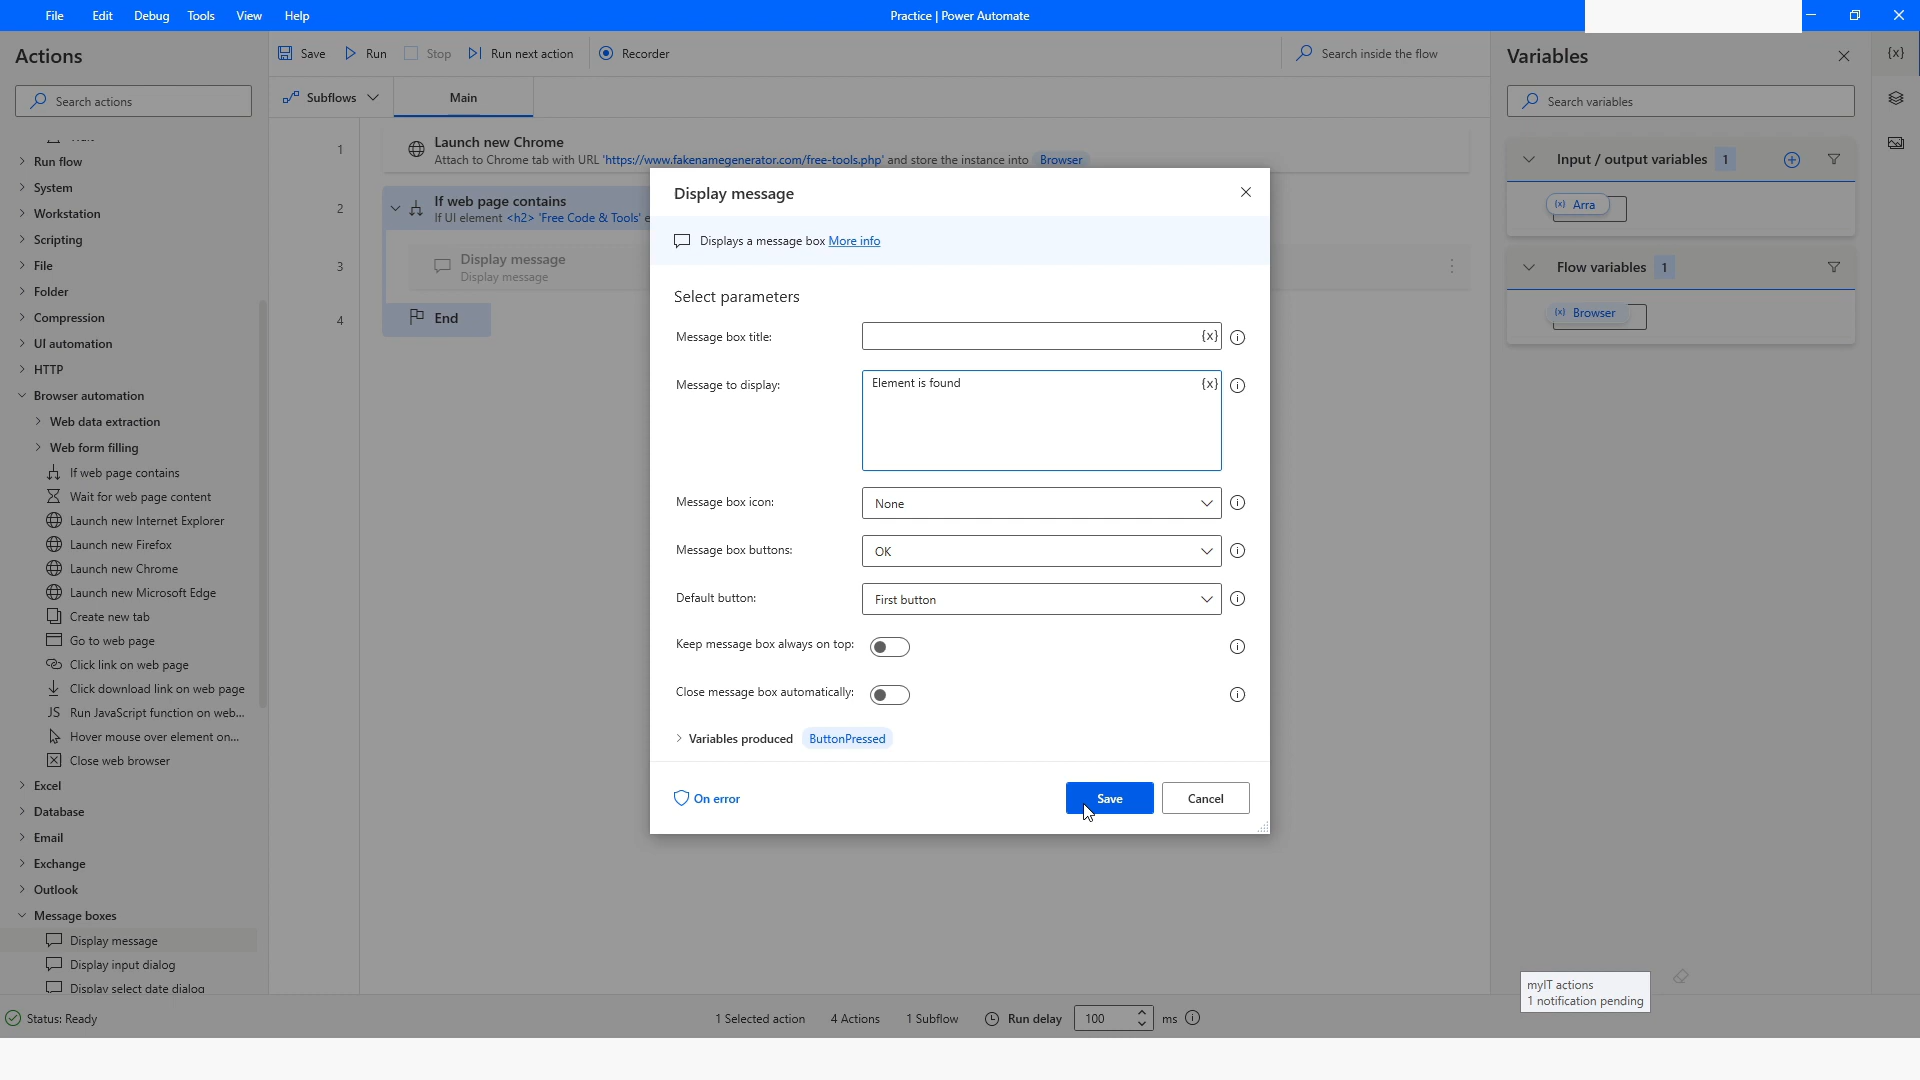 File Edit Debug Tools View Help
Practice | Power Automate
Actions
Search actions
Run flow
System
Workstation
Scripting
File
Folder
Compression
UI automation
HTTP
Browser automation
Web data extraction
Web form filling
If web page contains
Wait for web page content
Launch new Internet Explorer
Launch new Firefox
Launch new Chrome
Launch new Microsoft Edge
Create new tab
Go to web page
Click link on web page
Click download link on web page
JS Run JavaScript function on web...
Hover mouse over element on...
Close web browser
Excel
Database
Email
Exchange
Outlook
Message boxes
Display message
Display input dialog
Display select date dialog
Save Run Stop Run next action Recorder
Search inside the flow
Subflows Main
1
Launch new Chrome
Attach to Chrome tab with URL 'https://www.fakenamegenerator.com/free-tools.php' and store the instance into Browser
2
If web page contains
If UI element <h2> 'Free Code & Tools' e
3
Display message
Display message
4
End
Display message
Displays a message box More info
Select parameters
Message box title: {x}
Message to display: Element is found {x}
Message box icon: None
Message box buttons: OK
Default button: First button
Keep message box always on top:
Close message box automatically:
Variables produced ButtonPressed
On error
Save Cancel
Variables
{x}
Search variables
Input / output variables 1
(x) Arra
Flow variables 1
(x) Browser
myIT actions
1 notification pending
Status: Ready
1 Selected action 4 Actions 1 Subflow Run delay 100 ms